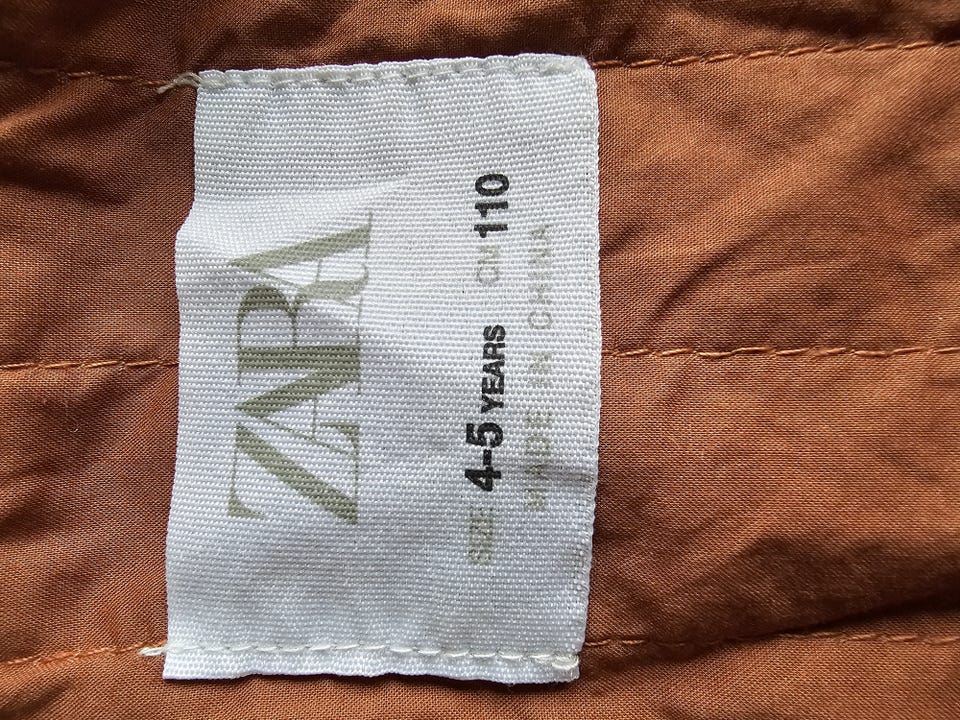 ZARA
SIZE 4-5 YEARS CM 110
MADE IN CHINA